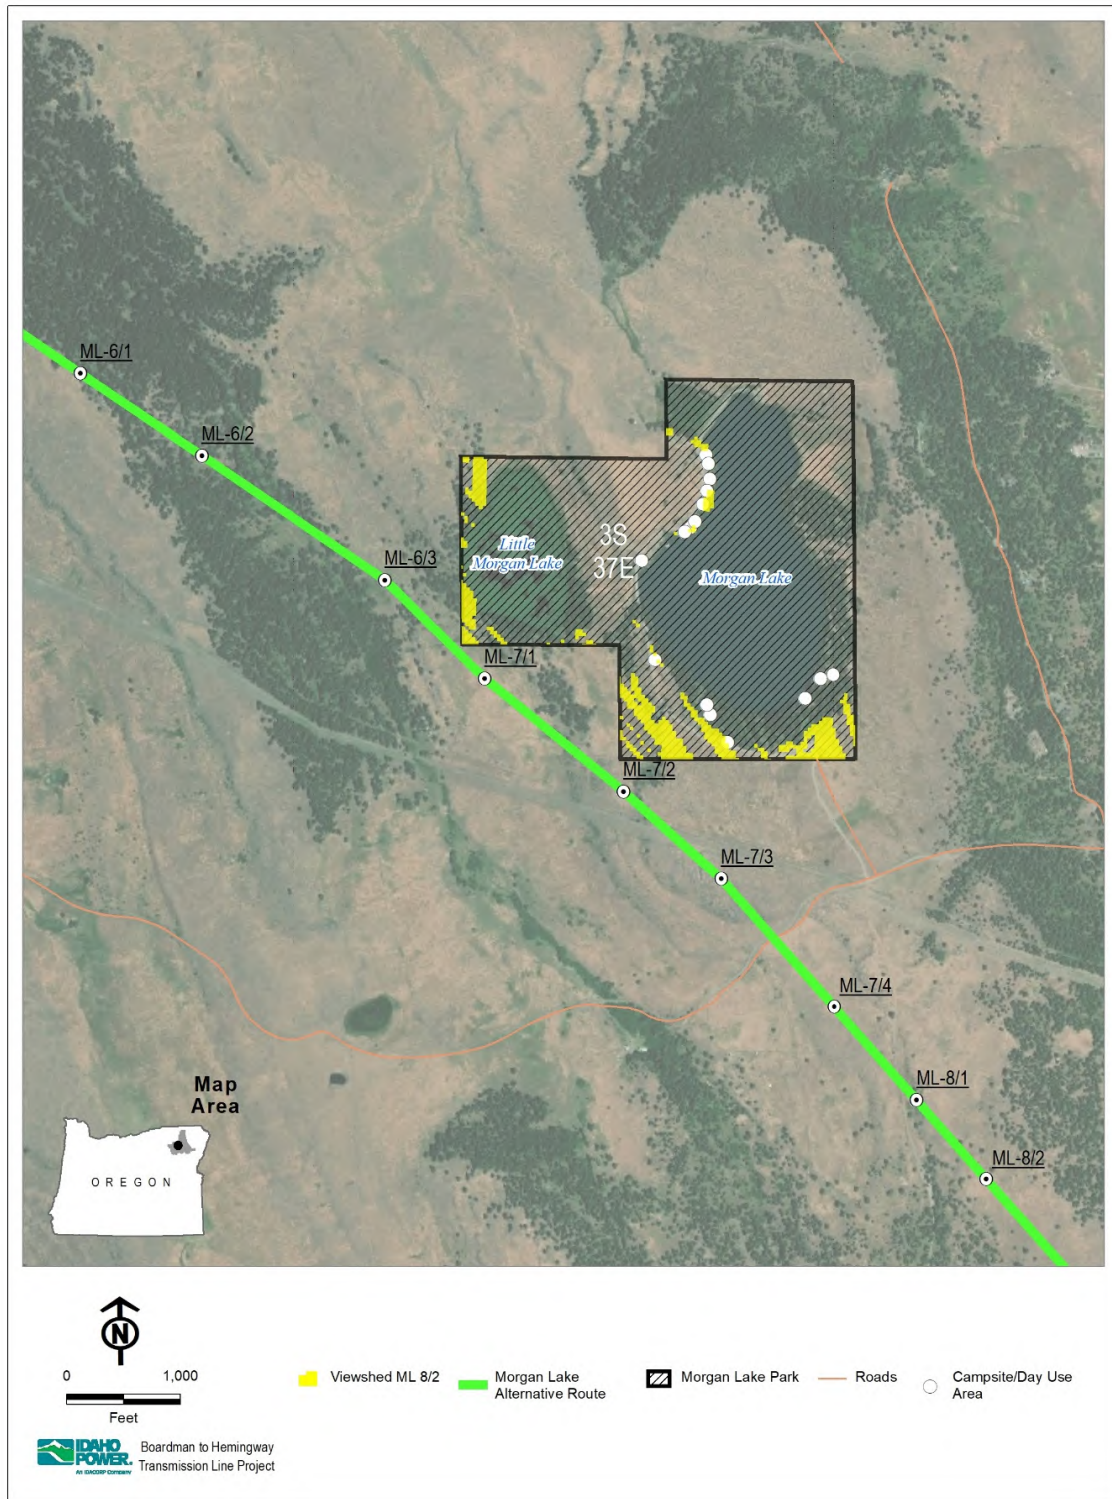 ML-6/1
ML-6/2
ML-6/3
Little
Morgan Lake
3S
37E
Morgan Lake
ML-7/1
ML-7/2
ML-7/3
ML-7/4
ML-8/1
ML-8/2
Map
Area
OREGON
N
0 1,000
Feet
Viewshed ML 8/2
Morgan Lake
Alternative Route
Morgan Lake Park
Roads
Campsite/Day Use
Area
IDAHO
POWER.
An IDACORP Company
Boardman to Hemingway
Transmission Line Project